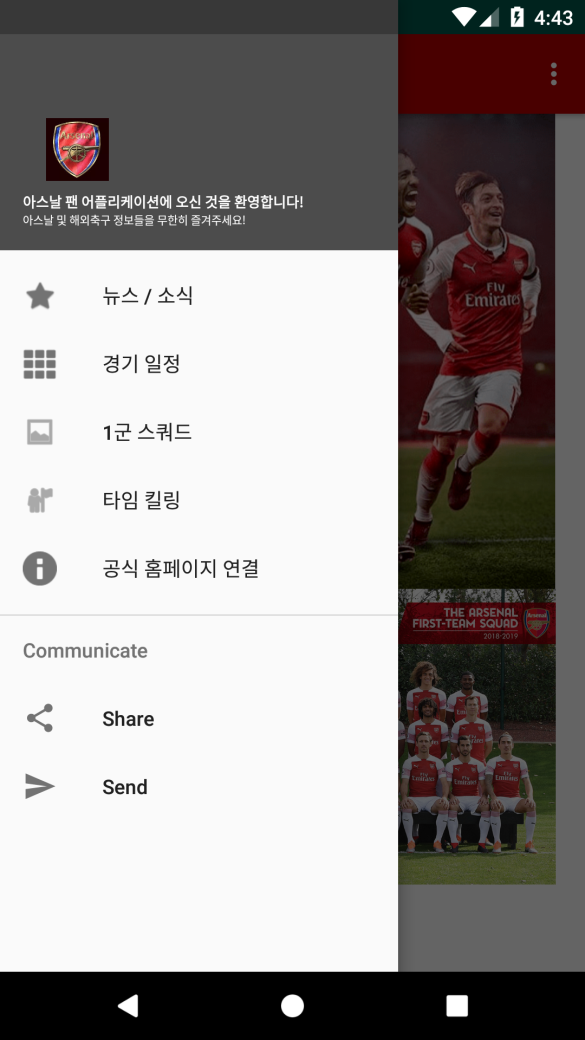 4:43
Arsenal
아스날 팬 어플리케이션에 오신 것을 환영합니다!
아스날 및 해외축구 정보들을 무한히 즐겨주세요!
뉴스 / 소식
경기 일정
1군 스쿼드
타임 킬링
공식 홈페이지 연결
Communicate
Share
Send
Fly
Emirates
THE ARSENAL
FIRST-TEAM SQUAD
2018-2019